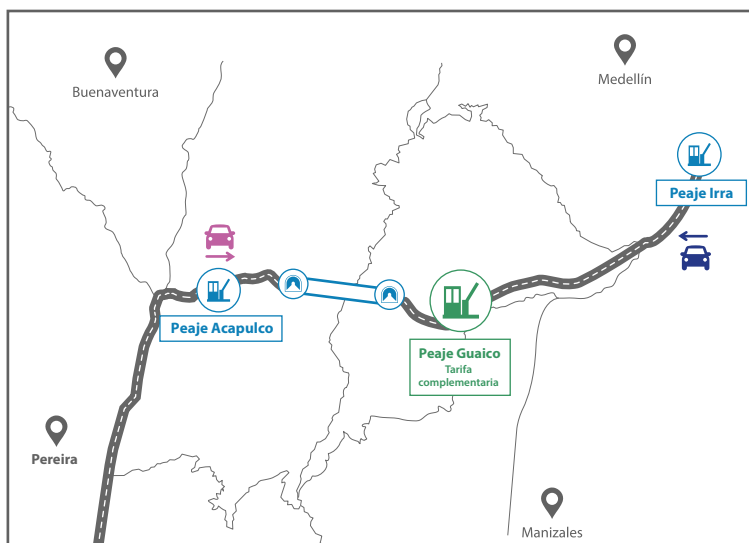 Medellín
Buenaventura
Peaje Irra
Peaje Acapulco
Peaje Guaico
Tarifa
complementaria
Pereira
Manizales